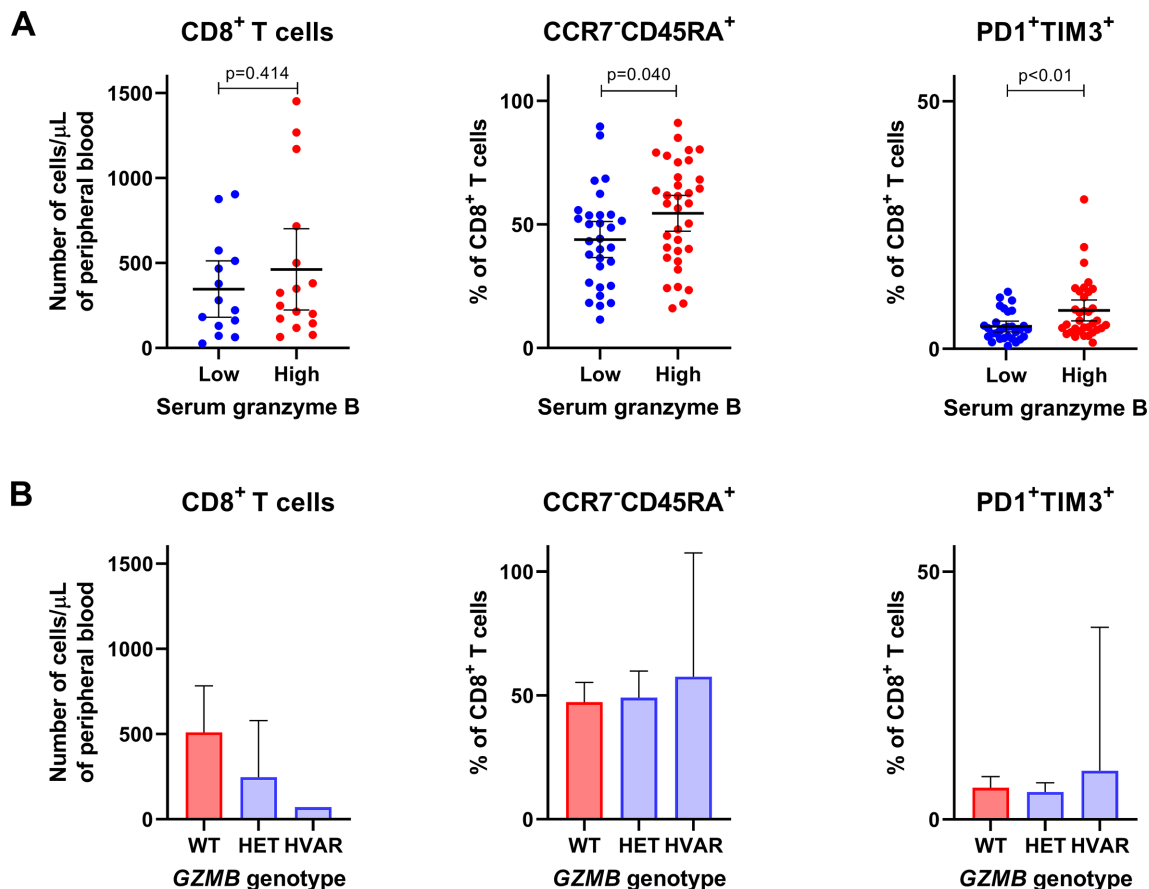 A
CD8⁺ T cells
CCR7⁻CD45RA⁺
PD1⁺TIM3⁺
p=0.414
p=0.040
p<0.01
Number of cells/μL
of peripheral blood
1500
1000
500
0
% of CD8⁺ T cells
100
50
0
% of CD8⁺ T cells
50
0
Low High
Low High
Low High
Serum granzyme B
Serum granzyme B
Serum granzyme B
B
CD8⁺ T cells
CCR7⁻CD45RA⁺
PD1⁺TIM3⁺
Number of cells/μL
of peripheral blood
1500
1000
500
0
% of CD8⁺ T cells
100
50
0
% of CD8⁺ T cells
50
0
WT HET HVAR
WT HET HVAR
WT HET HVAR
GZMB genotype
GZMB genotype
GZMB genotype